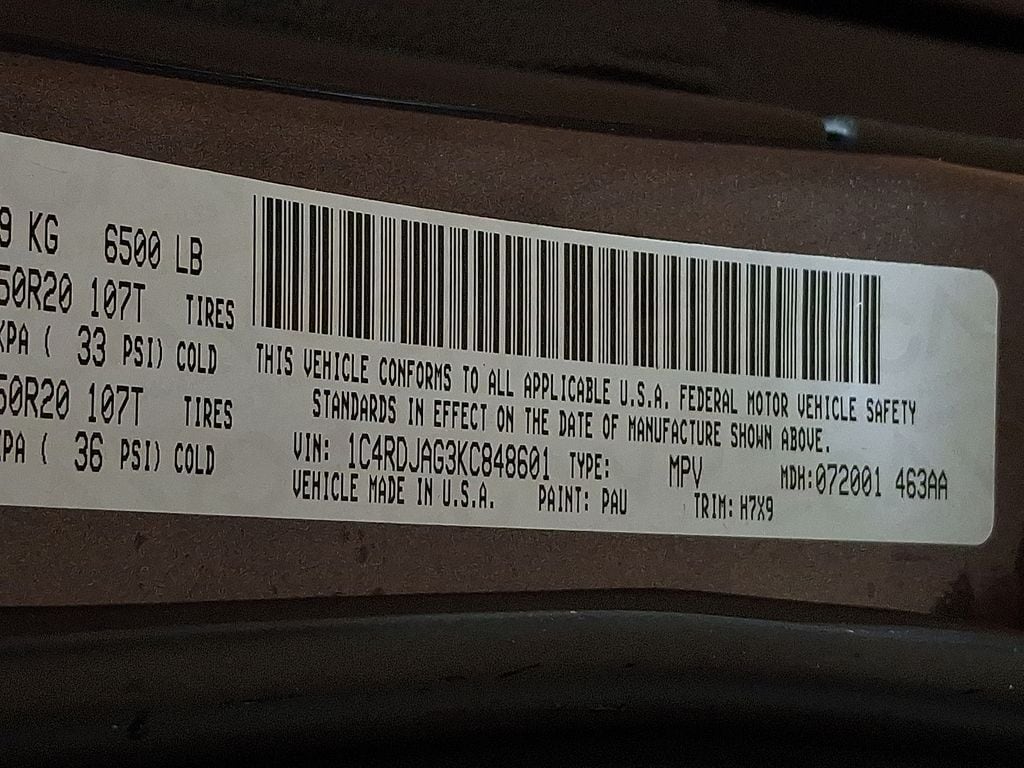 9 KG 6500 LB
50R20 107T TIRES
KPA ( 33 PSI) COLD
50R20 107T TIRES
KPA ( 36 PSI) COLD
THIS VEHICLE CONFORMS TO ALL APPLICABLE U.S.A. FEDERAL MOTOR VEHICLE SAFETY
STANDARDS IN EFFECT ON THE DATE OF MANUFACTURE SHOWN ABOVE.
VIN: 1C4RDJAG3KC848601 TYPE: MPV MDH:072001 463AA
VEHICLE MADE IN U.S.A. PAINT: PAU TRIM: H7X9